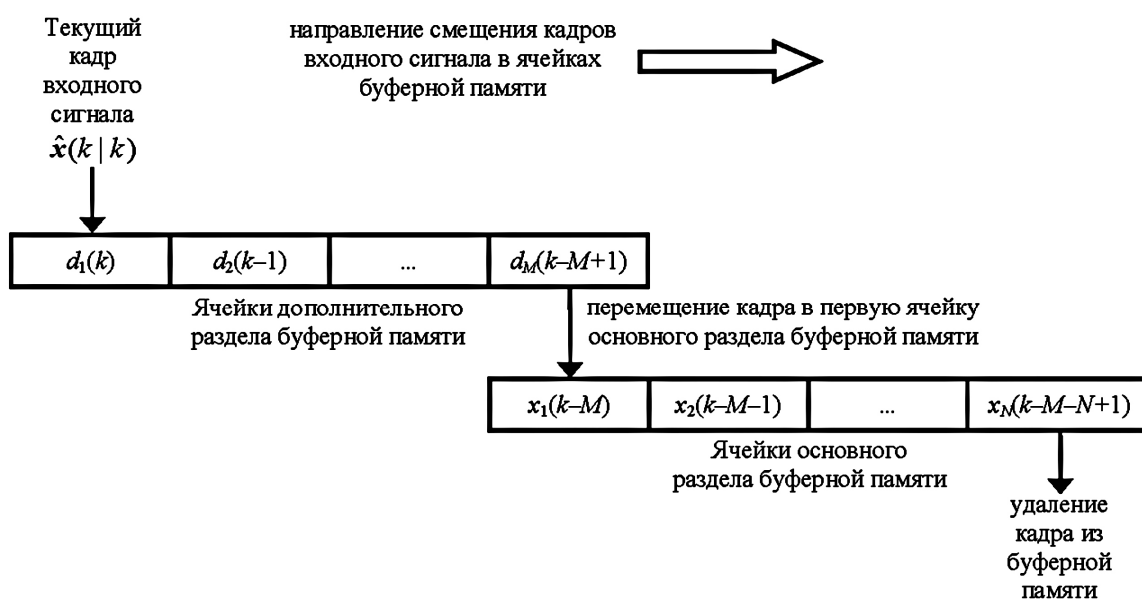 Текущий
кадр
входного
сигнала
x̂(k | k)
направление смещения кадров
входного сигнала в ячейках
буферной памяти
d₁(k) d₂(k–1) ... d_M(k–M+1)
Ячейки дополнительного
раздела буферной памяти
перемещение кадра в первую ячейку
основного раздела буферной памяти
x₁(k–M) x₂(k–M–1) ... x_N(k–M–N+1)
Ячейки основного
раздела буферной памяти
удаление
кадра из
буферной
памяти